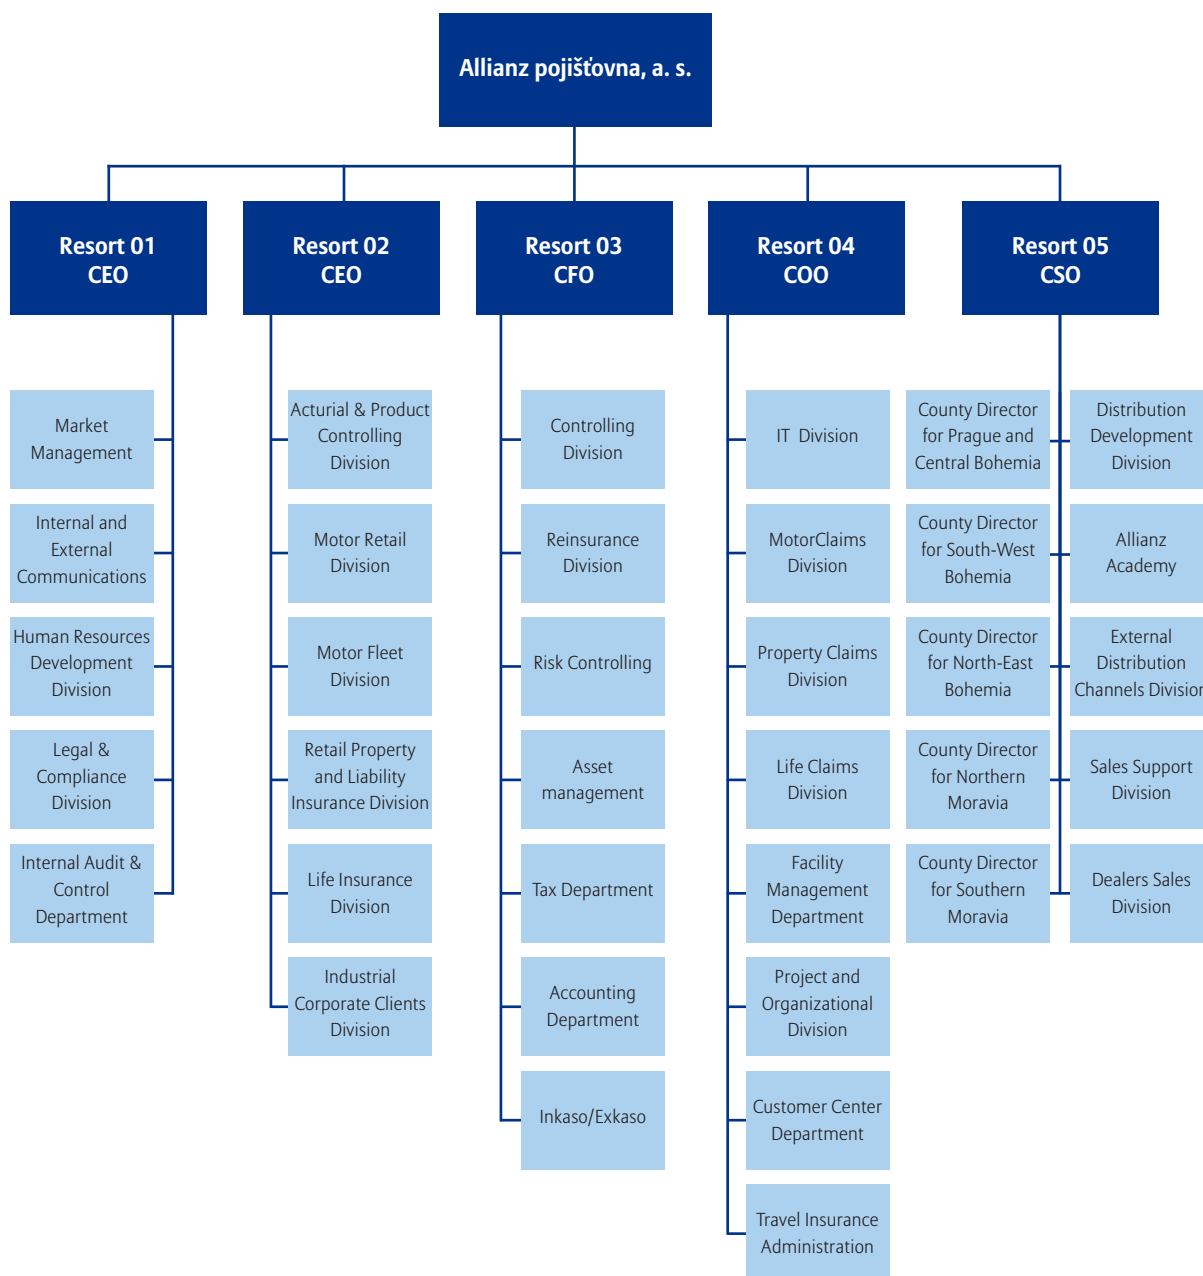 Allianz pojišťovna, a. s.
Resort 01
CEO
Resort 02
CEO
Resort 03
CFO
Resort 04
COO
Resort 05
CSO
Market
Management
Internal and
External
Communications
Human Resources
Development
Division
Legal &
Compliance
Division
Internal Audit &
Control
Department
Acturial & Product
Controlling
Division
Motor Retail
Division
Motor Fleet
Division
Retail Property
and Liability
Insurance Division
Life Insurance
Division
Industrial
Corporate Clients
Division
Controlling
Division
Reinsurance
Division
Risk Controlling
Asset
management
Tax Department
Accounting
Department
Inkaso/Exkaso
IT Division
MotorClaims
Division
Property Claims
Division
Life Claims
Division
Facility
Management
Department
Project and
Organizational
Division
Customer Center
Department
Travel Insurance
Administration
County Director
for Prague and
Central Bohemia
County Director
for South-West
Bohemia
County Director
for North-East
Bohemia
County Director
for Northern
Moravia
County Director
for Southern
Moravia
Distribution
Development
Division
Allianz
Academy
External
Distribution
Channels Division
Sales Support
Division
Dealers Sales
Division